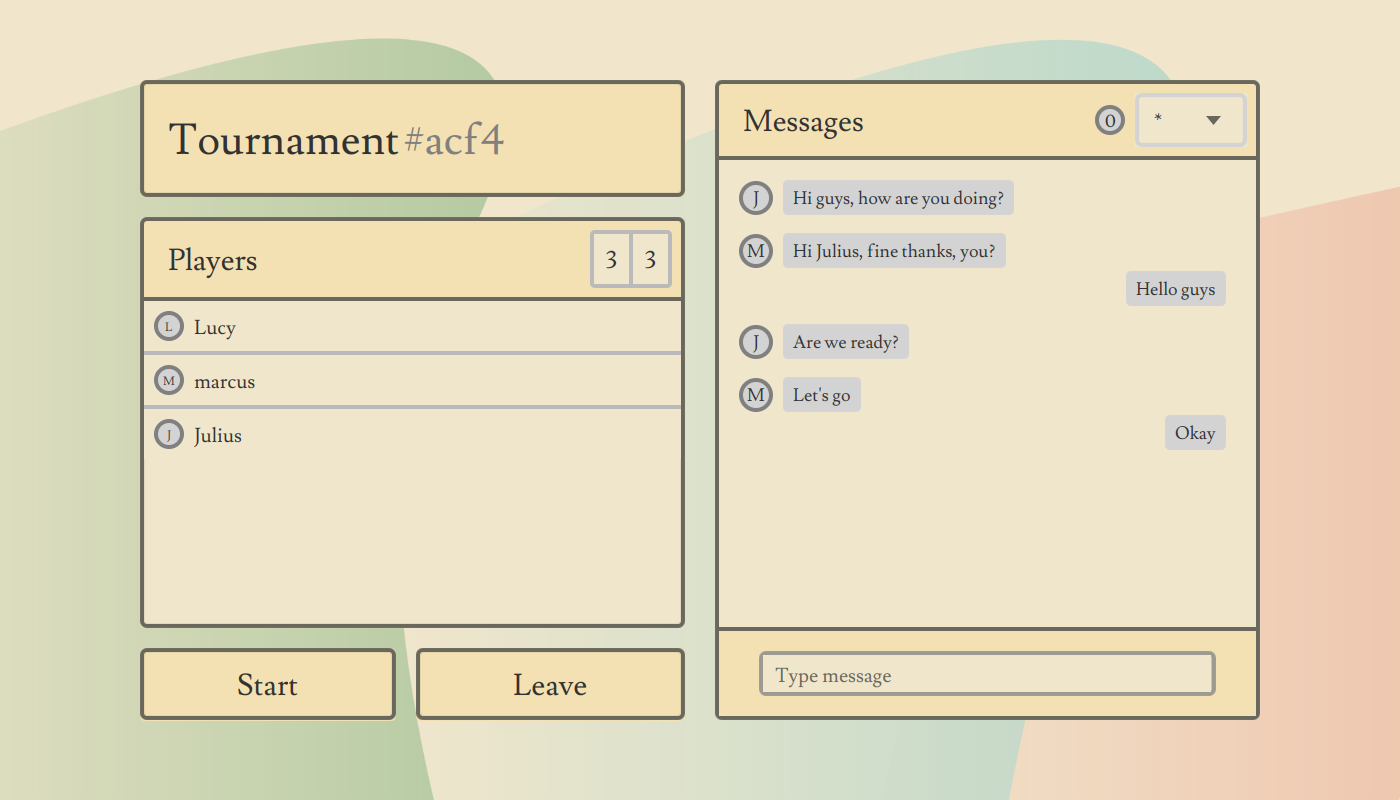 Tournament #acf4
Players
3 3
L Lucy
M marcus
J Julius
Start
Leave
Messages
0
*
J Hi guys, how are you doing?
M Hi Julius, fine thanks, you?
Hello guys
J Are we ready?
M Let's go
Okay
Type message